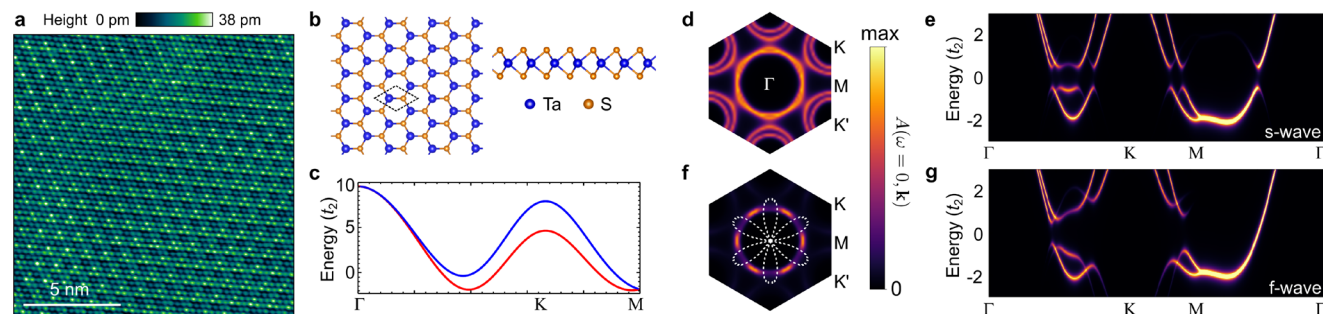 a Height 0 pm 38 pm
5 nm
b
Ta S
c
Energy (t₂)
10
5
0
Γ K M
d
K
M
K'
Γ
max
A(ω = 0, k)
0
f
K
M
K'
e
Energy (t₂)
2
0
-2
s-wave
Γ K M Γ
g
Energy (t₂)
2
0
-2
f-wave
Γ K M Γ